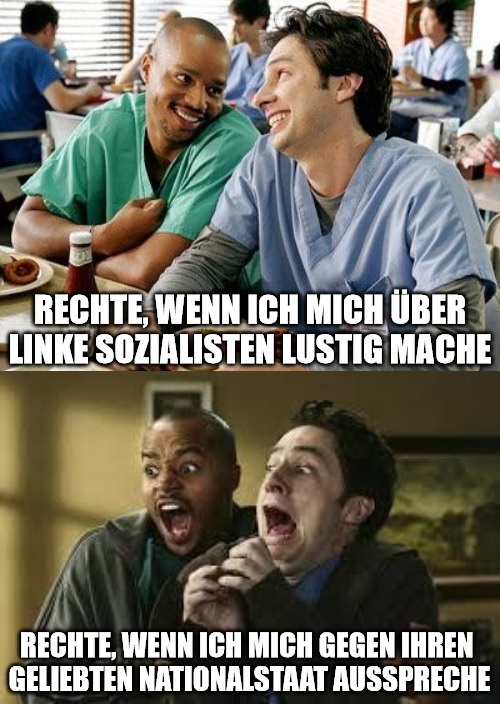 RECHTE, WENN ICH MICH ÜBER
LINKE SOZIALISTEN LUSTIG MACHE
RECHTE, WENN ICH MICH GEGEN IHREN
GELIEBTEN NATIONALSTAAT AUSSPRECHE